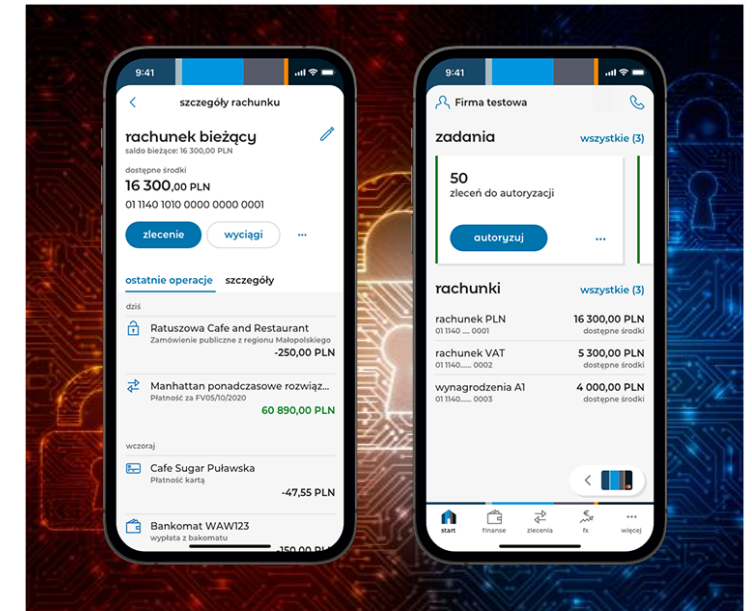 9:41
szczegóły rachunku
rachunek bieżący
saldo bieżące: 16 300,00 PLN
dostępne środki
16 300,00 PLN
01 1140 1010 0000 0000 0001
zlecenie wyciągi ...
ostatnie operacje szczegóły
dziś
Ratuszowa Cafe and Restaurant
Zamówienie publiczne z regionu Małopolskiego
-250,00 PLN
Manhattan ponadczasowe rozwiąz...
Płatność za FV05/10/2020
60 890,00 PLN
wczoraj
Cafe Sugar Puławska
Płatność kartą
-47,55 PLN
Bankomat WAW123
wypłata z bakomatu
-150,00 PLN
9:41
Firma testowa
zadania wszystkie (3)
50
zleceń do autoryzacji
autoryzuj ...
rachunki wszystkie (3)
rachunek PLN 16 300,00 PLN
01 1140 .... 0001 dostępne środki
rachunek VAT 5 300,00 PLN
01 1140...... 0002 dostępne środki
wynagrodzenia A1 4 000,00 PLN
01 1140...... 0003 dostępne środki
start finanse zlecenia fx więcej